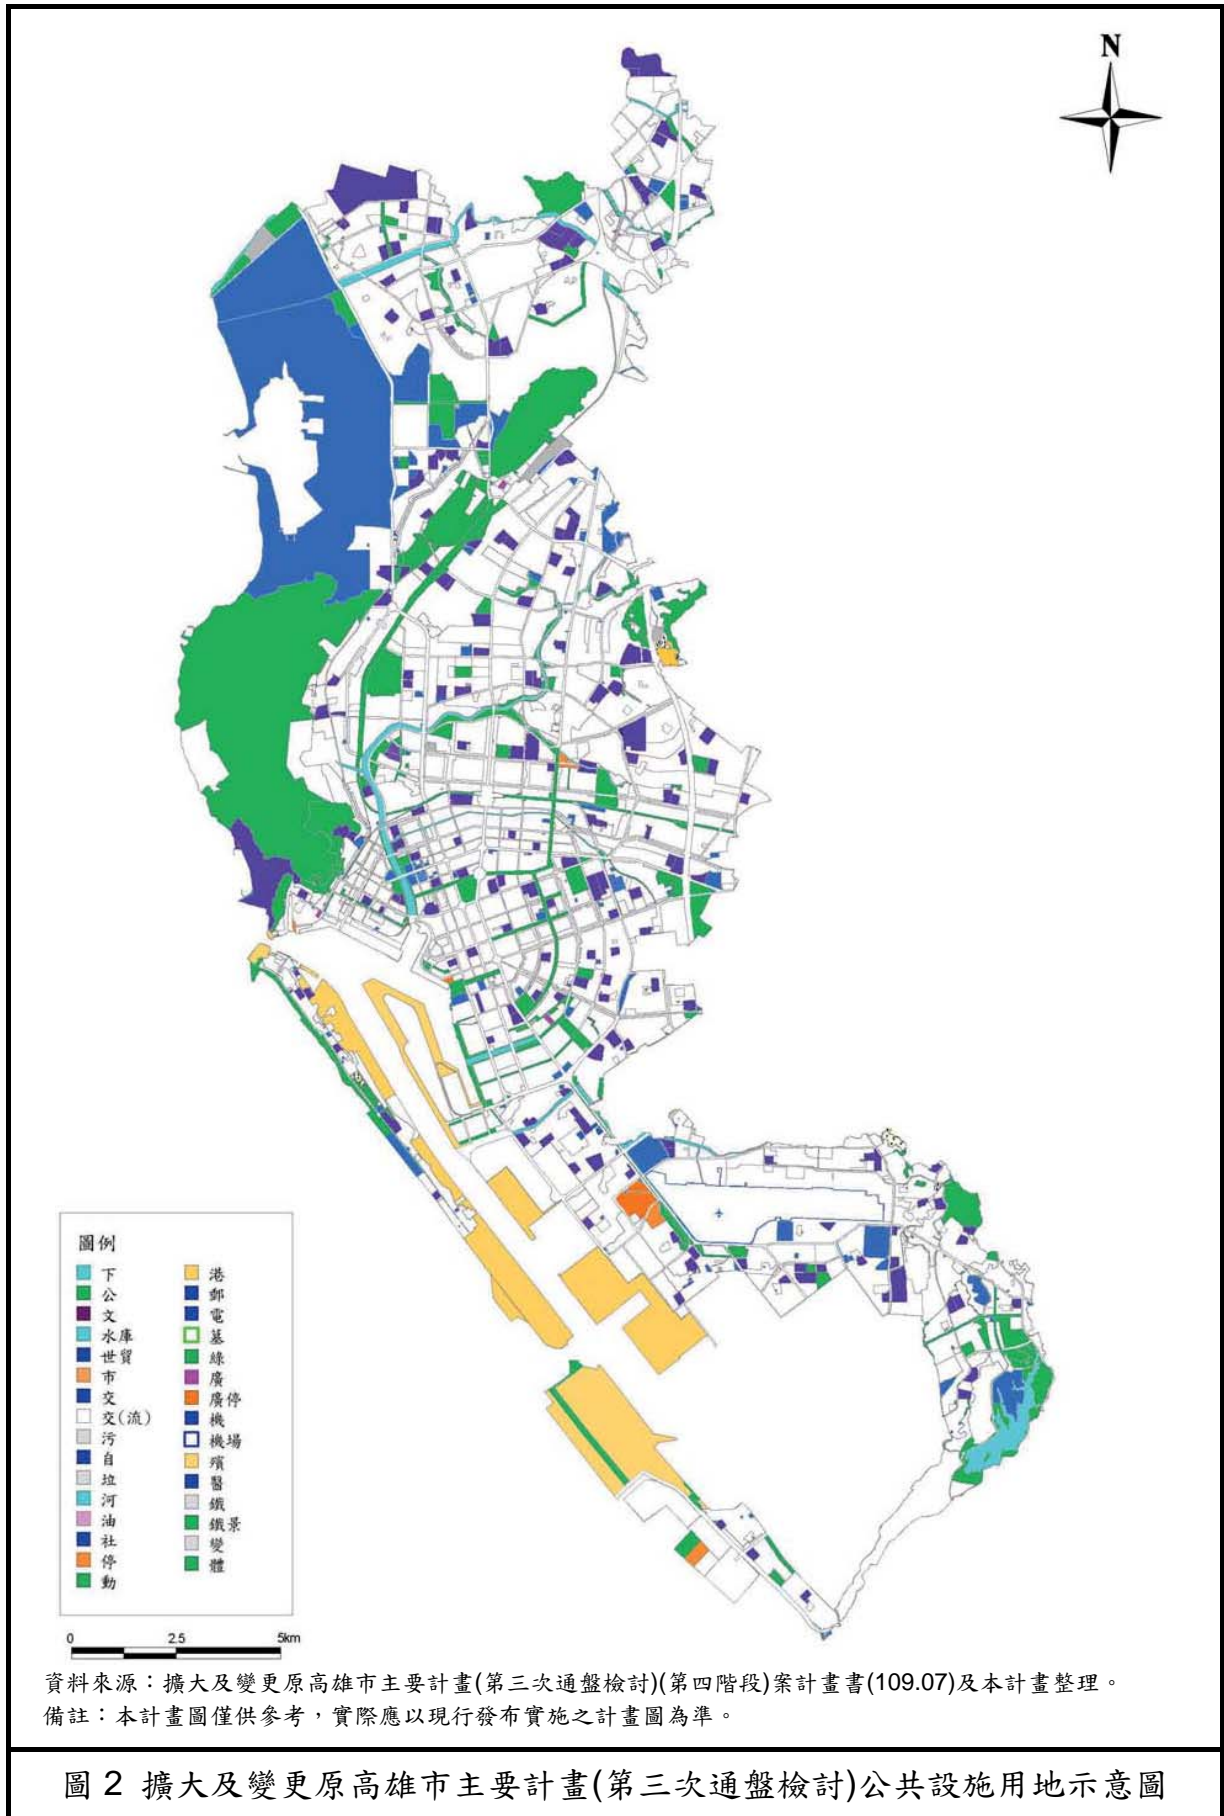 N
圖例
下
公
文
水庫
世貿
市
交
交(流)
污
自
垃
河
油
社
停
動
港
郵
電
墓
綠
廣
廣停
機
機場
殯
醫
鐵
鐵景
變
體
0 2.5 5km
資料來源：擴大及變更原高雄市主要計畫(第三次通盤檢討)(第四階段)案計畫書(109.07)及本計畫整理。
備註：本計畫圖僅供參考，實際應以現行發布實施之計畫圖為準。
圖 2 擴大及變更原高雄市主要計畫(第三次通盤檢討)公共設施用地示意圖